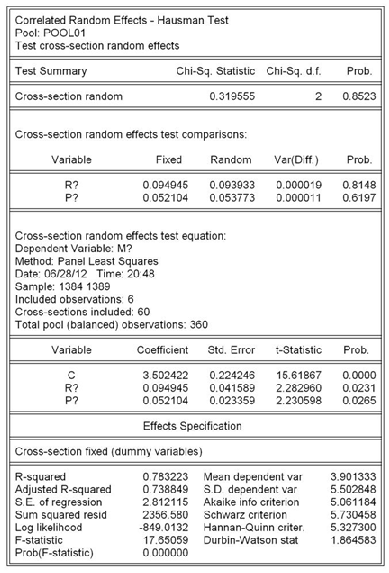 Correlated Random Effects - Hausman Test
Pool: POOL01
Test cross-section random effects
Test Summary Chi-Sq. Statistic Chi-Sq. d.f. Prob.
Cross-section random 0.319555 2 0.8523
Cross-section random effects test comparisons:
Variable Fixed Random Var(Diff.) Prob.
R? 0.094945 0.093933 0.000019 0.8148
P? 0.052104 0.053773 0.000011 0.6197
Cross-section random effects test equation:
Dependent Variable: M?
Method: Panel Least Squares
Date: 06/28/12 Time: 20:48
Sample: 1384 1389
Included observations: 6
Cross-sections included: 60
Total pool (balanced) observations: 360
Variable Coefficient Std. Error t-Statistic Prob.
C 3.502422 0.224246 15.61867 0.0000
R? 0.094945 0.041589 2.282960 0.0231
P? 0.052104 0.023359 2.230598 0.0265
Effects Specification
Cross-section fixed (dummy variables)
R-squared 0.783223 Mean dependent var 3.901333
Adjusted R-squared 0.738849 S.D. dependent var 5.502848
S.E. of regression 2.812115 Akaike info criterion 5.061184
Sum squared resid 2356.580 Schwarz criterion 5.730458
Log likelihood -849.0132 Hannan-Quinn criter. 5.327300
F-statistic 17.65059 Durbin-Watson stat 1.864583
Prob(F-statistic) 0.000000